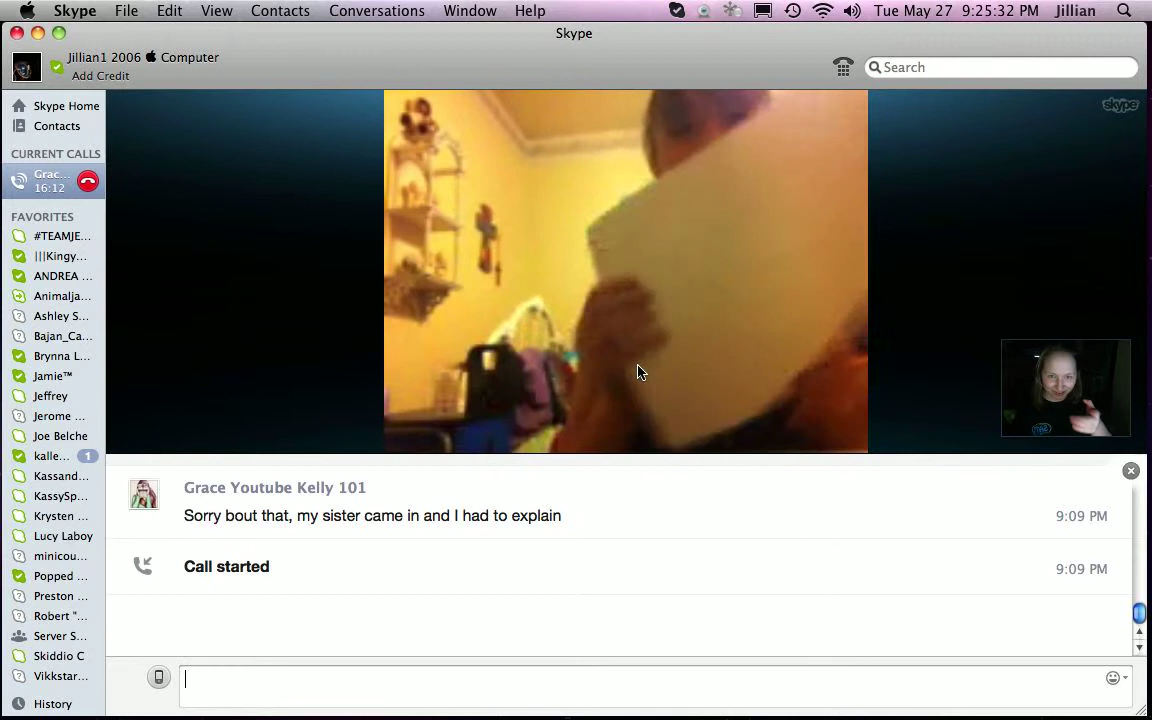 Skype File Edit View Contacts Conversations Window Help Tue May 27 9:25:32 PM Jillian
Skype
Jillian1 2006 Computer
Add Credit
Search
Skype Home
Contacts
CURRENT CALLS
Grac...
16:12
FAVORITES
#TEAMJE...
|||Kingy...
ANDREA ...
Animalja...
Ashley S...
Bajan_Ca...
Brynna L...
Jamie™
Jeffrey
Jerome ...
Joe Belche
kalle... 1
Kassand...
KassySp...
Krysten ...
Lucy Laboy
minicou...
Popped ...
Preston ...
Robert "...
Server S...
Skiddio C
Vikkstar...
History
skype
Grace Youtube Kelly 101
Sorry bout that, my sister came in and I had to explain 9:09 PM
Call started 9:09 PM